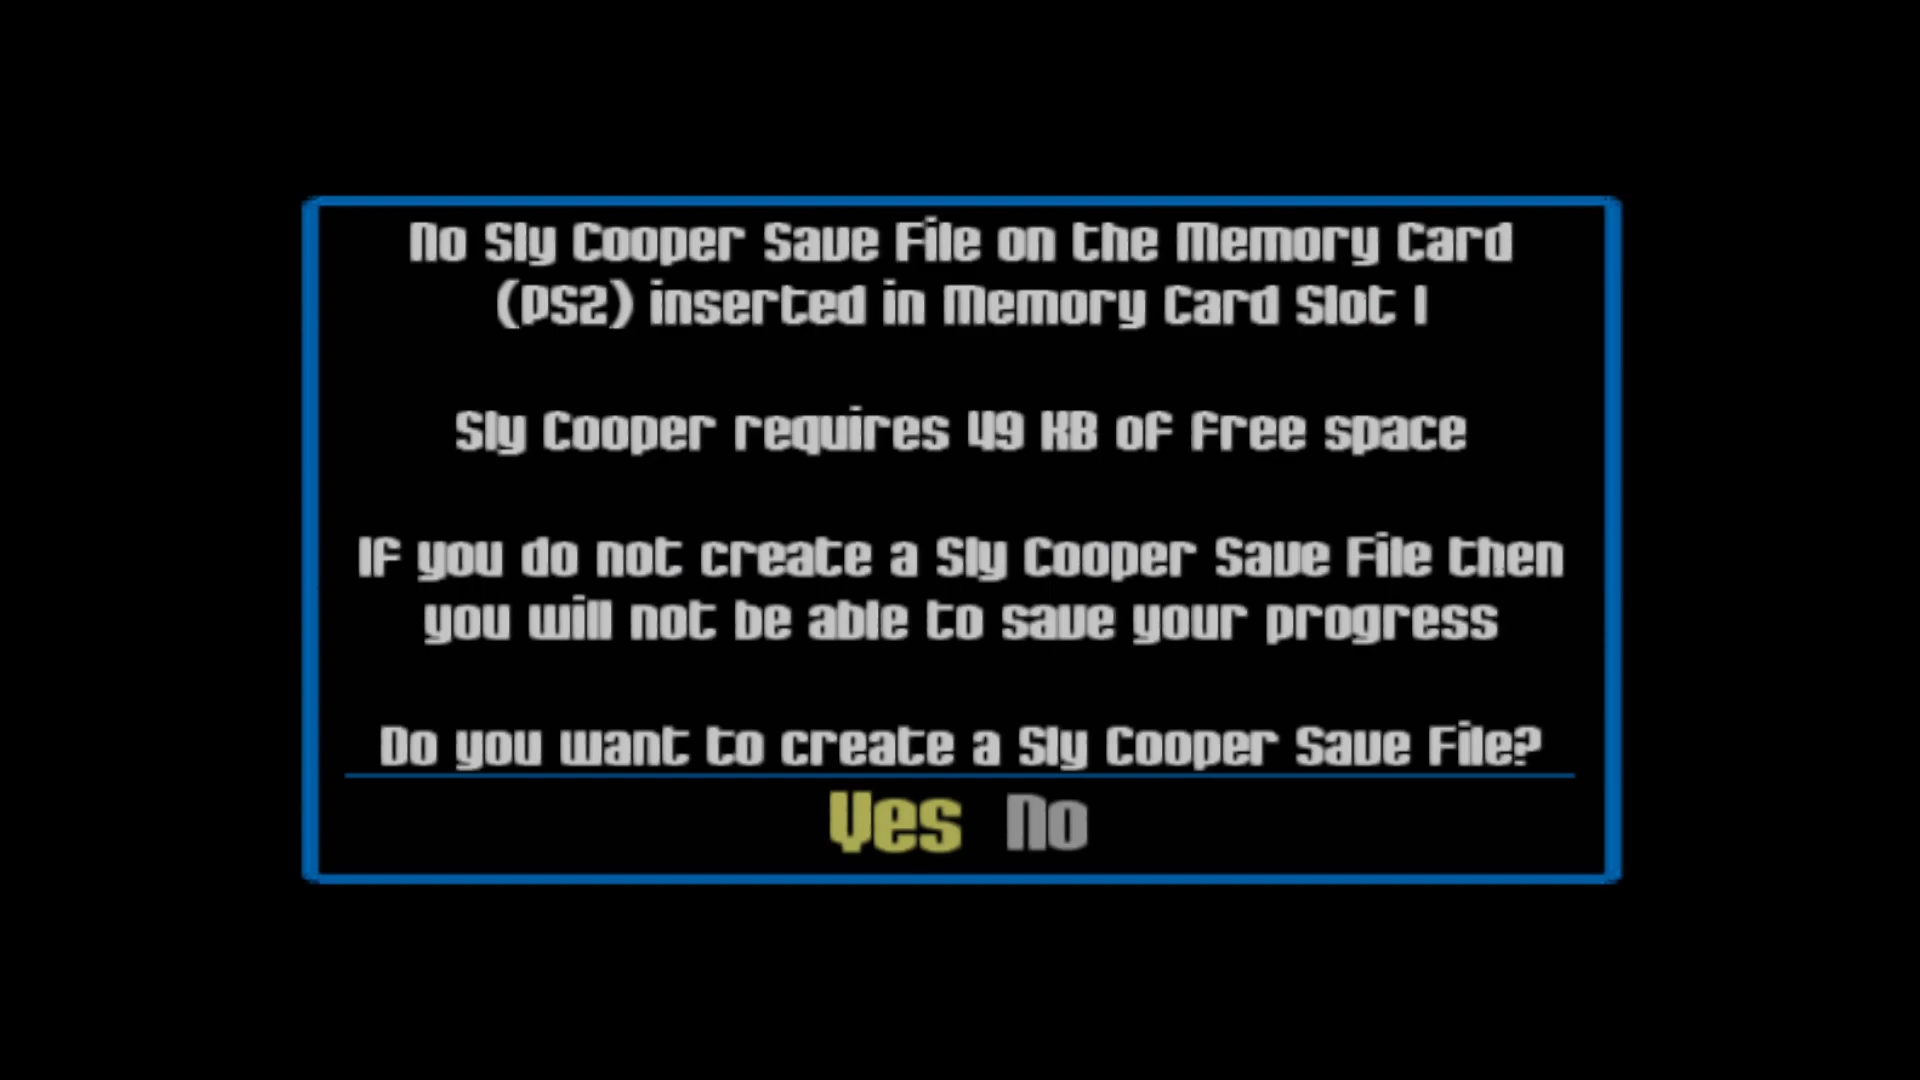 No Sly Cooper Save File on the Memory Card
(PS2) inserted in Memory Card Slot 1
Sly Cooper requires 49 KB of free space
If you do not create a Sly Cooper Save File then
you will not be able to save your progress
Do you want to create a Sly Cooper Save File?
Yes No